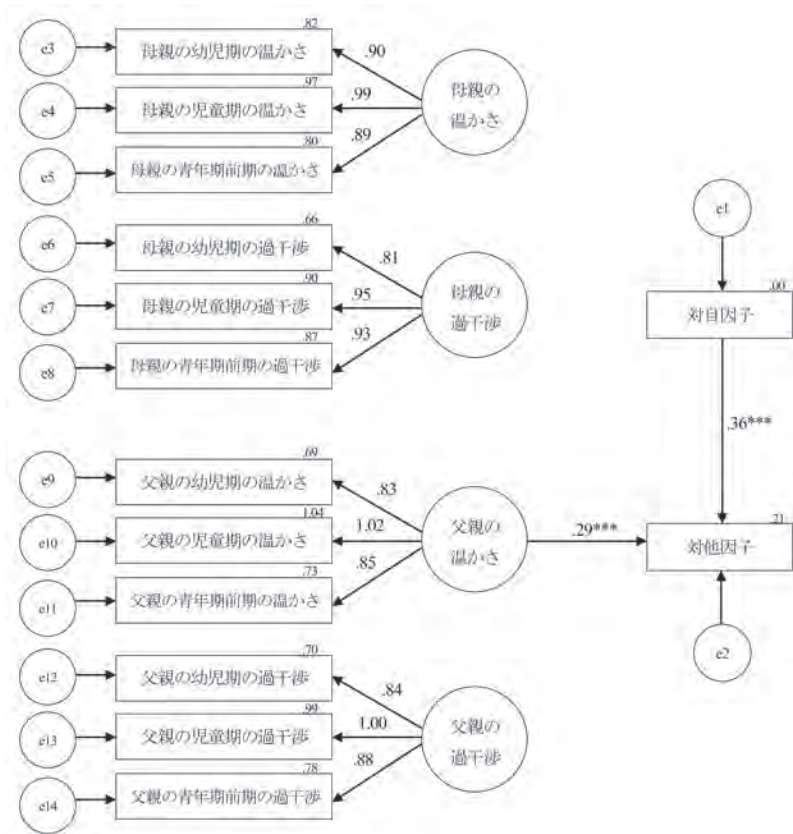 .82
e3
母親の幼児期の温かさ
.90
.97
e4
母親の児童期の温かさ
.99
母親の
温かさ
.80
e5
母親の青年期前期の温かさ
.89
e1
.66
e6
母親の幼児期の過干渉
.81
.90
e7
母親の児童期の過干渉
.95
母親の
過干渉
.00
対自因子
.87
e8
母親の青年期前期の過干渉
.93
.36***
.69
e9
父親の幼児期の温かさ
.83
1.04
e10
父親の児童期の温かさ
1.02
父親の
温かさ
.29***
.21
対他因子
.73
e11
父親の青年期前期の温かさ
.85
e2
.70
e12
父親の幼児期の過干渉
.84
.99
e13
父親の児童期の過干渉
1.00
父親の
過干渉
.78
e14
父親の青年期前期の過干渉
.88